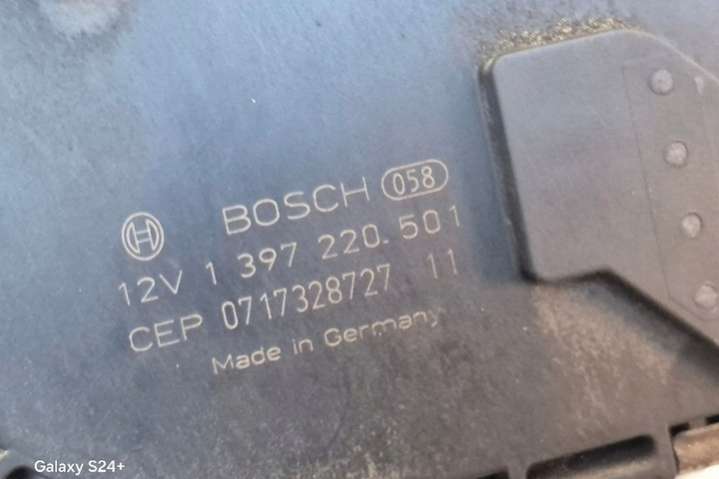 BOSCH 058
12V 1 397 220 501
CEP 0717328727 11
Made in Germany
Galaxy S24+